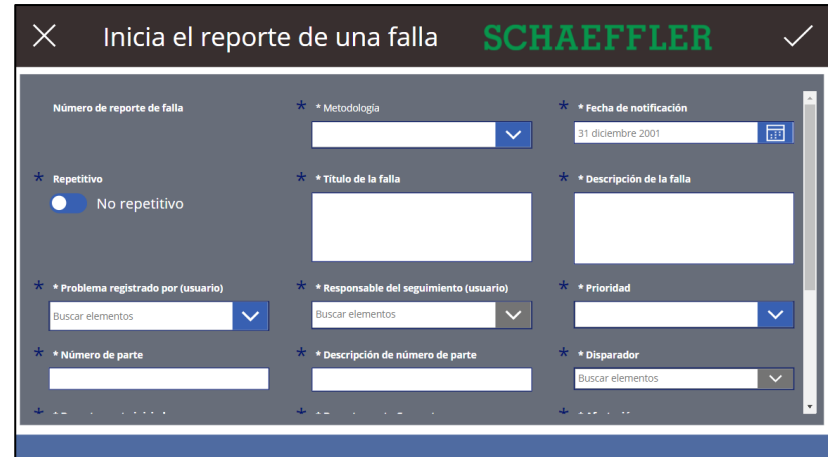 Inicia el reporte de una falla SCHAEFFLER
Número de reporte de falla
* * Metodología
* * Fecha de notificación
31 diciembre 2001
* Repetitivo
No repetitivo
* * Título de la falla
* * Descripción de la falla
* * Problema registrado por (usuario)
Buscar elementos
* * Responsable del seguimiento (usuario)
Buscar elementos
* * Prioridad
* * Número de parte
* * Descripción de número de parte
* * Disparador
Buscar elementos